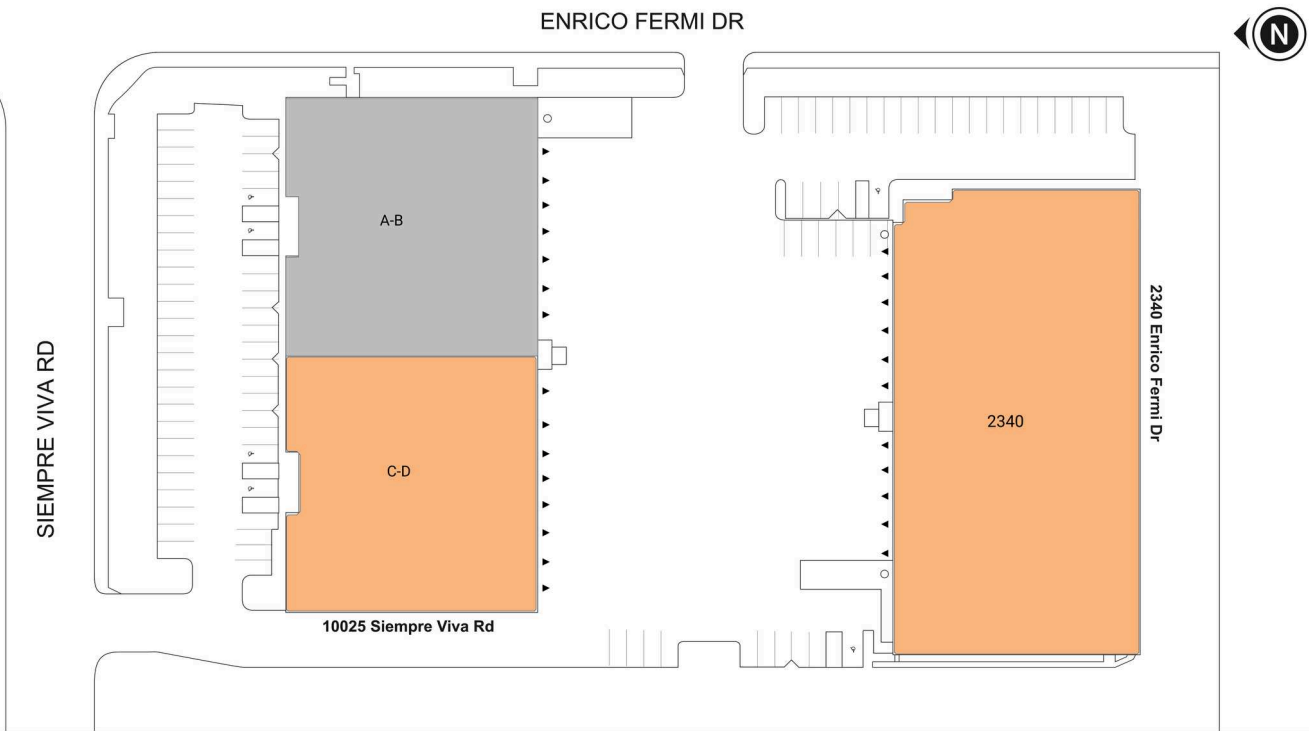 ENRICO FERMI DR
N
A-B
SIEMPRE VIVA RD
C-D
2340
2340 Enrico Fermi Dr
10025 Siempre Viva Rd